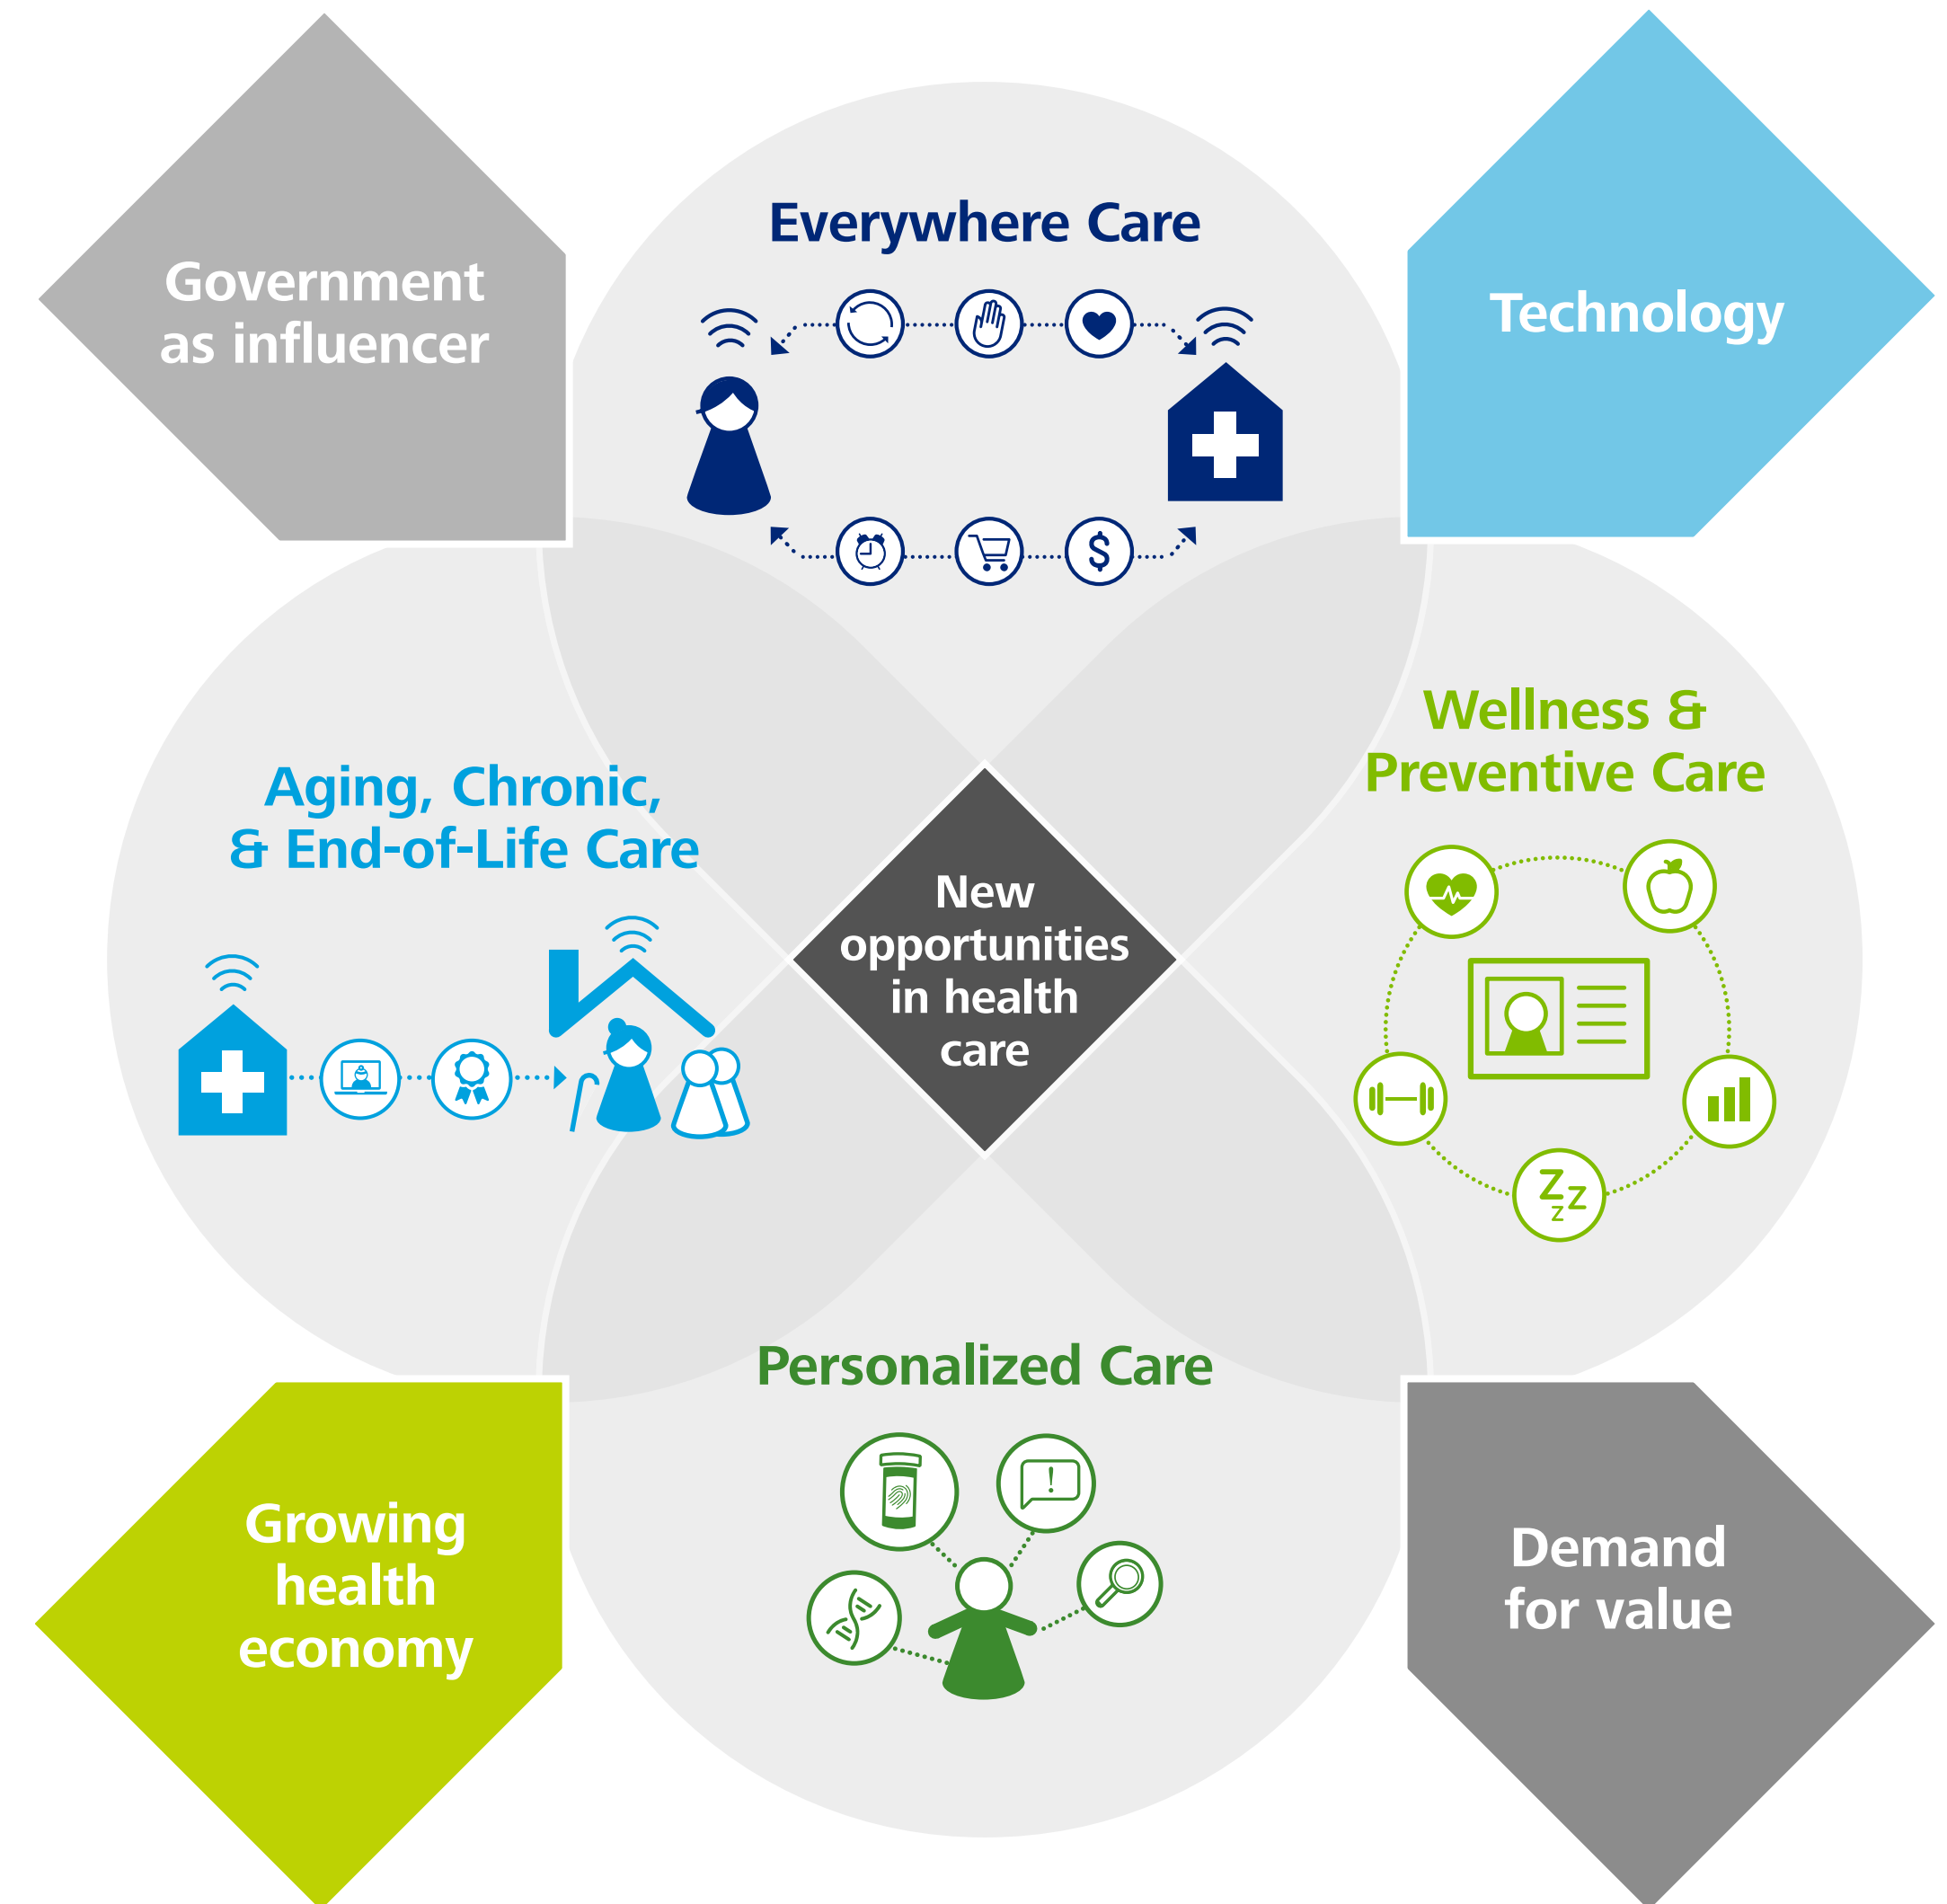 Everywhere Care
Government
as influencer
Technology
$
Wellness &
Preventive Care
Aging, Chronic,
& End-of-Life Care
New
opportunities
in health
care
Z
Z
Z
Personalized Care
!
Growing
health
economy
Demand
for value